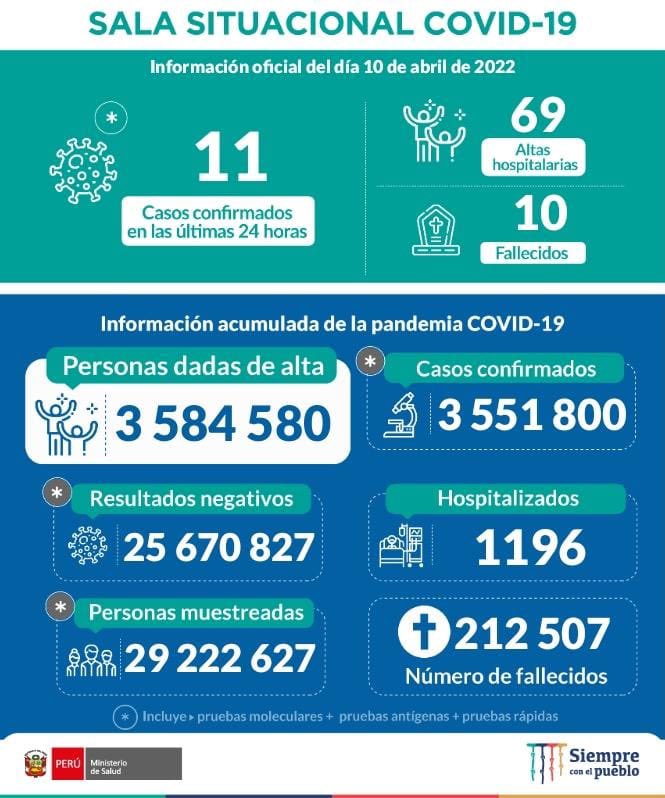 SALA SITUACIONAL COVID-19
Información oficial del día 10 de abril de 2022
*
11
Casos confirmados
en las últimas 24 horas
69
Altas
hospitalarias
10
Fallecidos
Información acumulada de la pandemia COVID-19
Personas dadas de alta
3 584 580
*
Casos confirmados
3 551 800
*
Resultados negativos
25 670 827
Hospitalizados
1196
*
Personas muestreadas
29 222 627
212 507
Número de fallecidos
* Incluye ▸ pruebas moleculares + pruebas antígenas + pruebas rápidas
PERÚ
Ministerio
de Salud
Siempre
con el pueblo